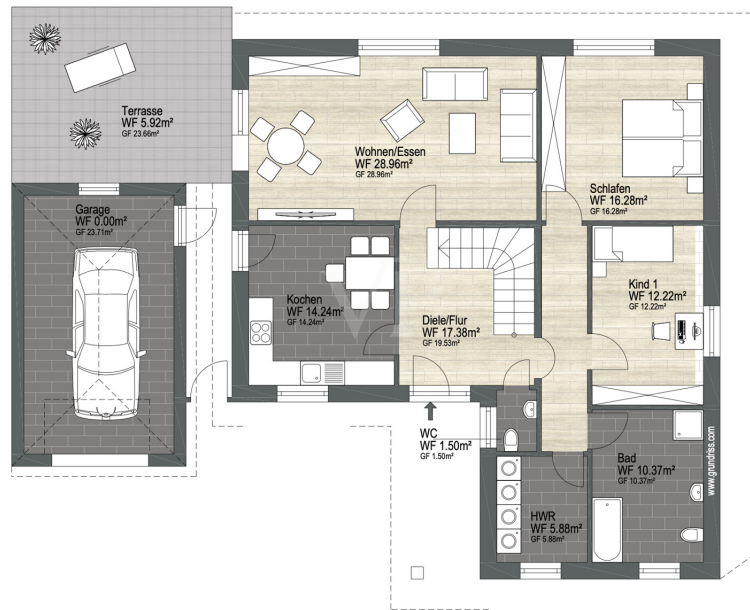 Terrasse
WF 5.92m²
GF 23.66m²
Wohnen/Essen
WF 28.96m²
GF 28.96m²
Schlafen
WF 16.28m²
GF 16.28m²
Garage
WF 0.00m²
GF 23.71m²
Kochen
WF 14.24m²
GF 14.24m²
Diele/Flur
WF 17.38m²
GF 19.53m²
Kind 1
WF 12.22m²
GF 12.22m²
WC
WF 1.50m²
GF 1.50m²
Bad
WF 10.37m²
GF 10.37m²
HWR
WF 5.88m²
GF 5.88m²
www.grundriss.com